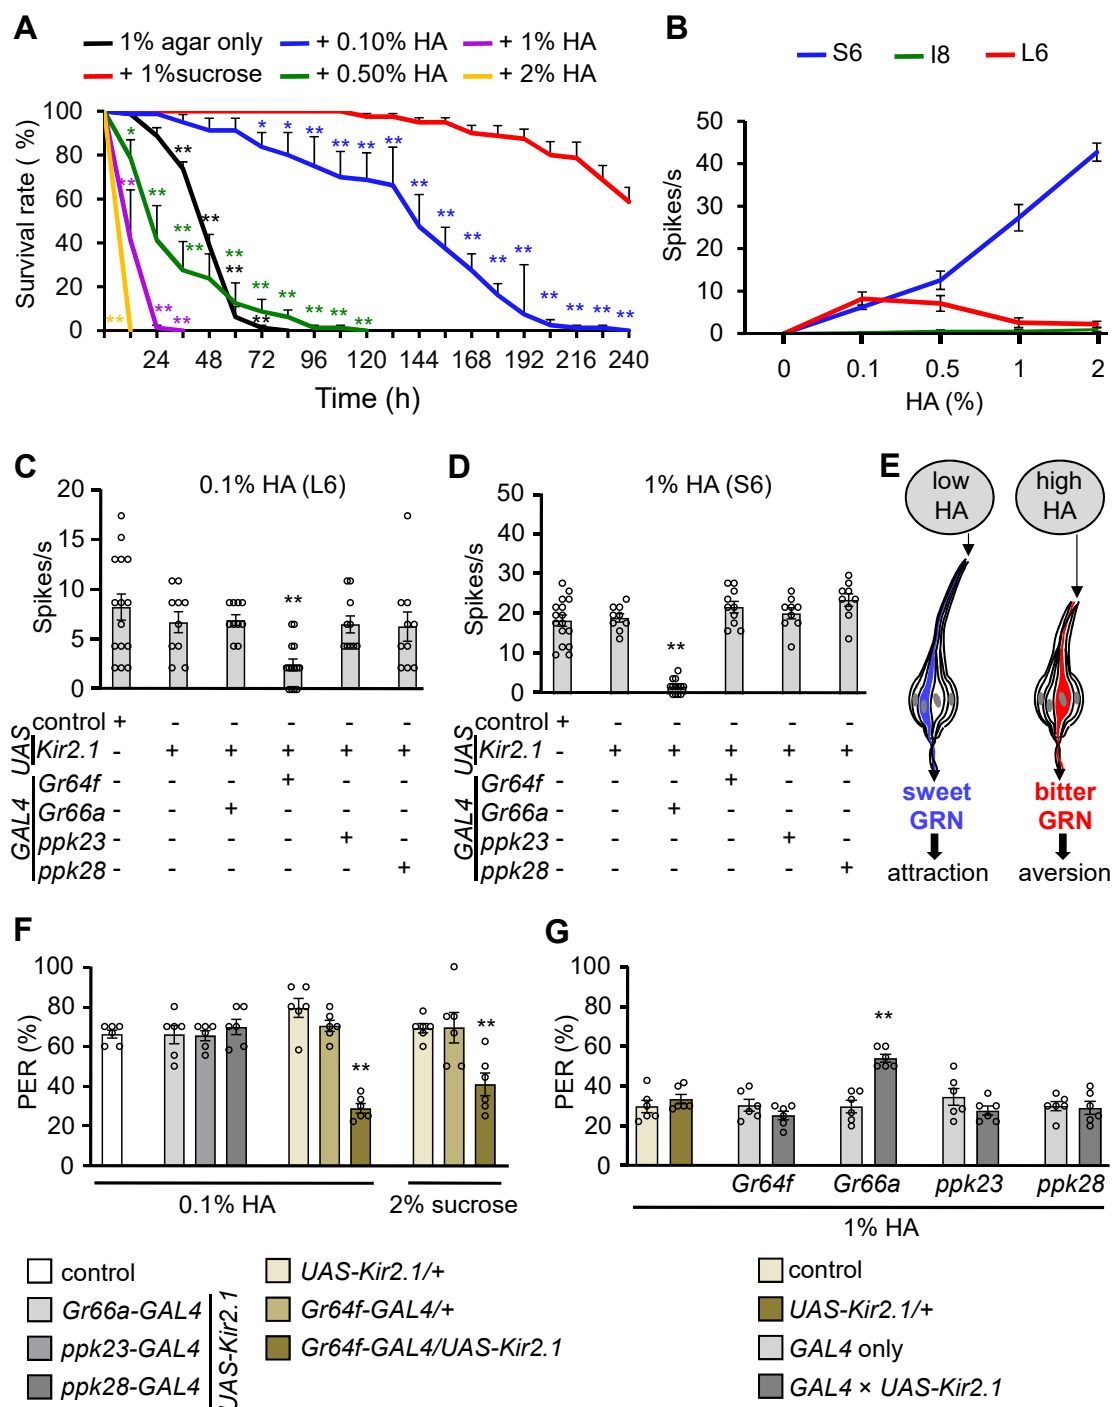 A
1% agar only
+ 0.10% HA
+ 1% HA
+ 1%sucrose
+ 0.50% HA
+ 2% HA
Survival rate ( %)
100
80
60
40
20
0
* ** ** ** ** ** ** ** ** ** **
** ** **
**
** ** ** **
* * ** ** ** ** ** ** ** ** ** ** ** ** **
24 48 72 96 120 144 168 192 216 240
Time (h)
B
S6 I8 L6
Spikes/s
50
40
30
20
10
0
0 0.1 0.5 1 2
HA (%)
C
0.1% HA (L6)
Spikes/s
20
15
10
5
0
**
control + - - - - -
UAS
Kir2.1 - + + + + +
GAL4
Gr64f - - - + - -
Gr66a - - + - - -
ppk23 - - - - + -
ppk28 - - - - - +
D
1% HA (S6)
Spikes/s
50
40
30
20
10
0
**
control + - - - - -
UAS
Kir2.1 - + + + + +
GAL4
Gr64f - - - + - -
Gr66a - - + - - -
ppk23 - - - - + -
ppk28 - - - - - +
E
low
HA
high
HA
sweet
GRN
bitter
GRN
attraction
aversion
F
PER (%)
100
80
60
40
20
0
**
**
0.1% HA
2% sucrose
control
Gr66a-GAL4
ppk23-GAL4
ppk28-GAL4
UAS-Kir2.1
UAS-Kir2.1/+
Gr64f-GAL4/+
Gr64f-GAL4/UAS-Kir2.1
G
PER (%)
100
80
60
40
20
0
**
Gr64f Gr66a ppk23 ppk28
1% HA
control
UAS-Kir2.1/+
GAL4 only
GAL4 × UAS-Kir2.1